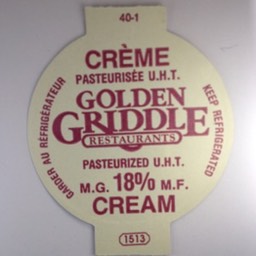 40-1
CRÈME
PASTEURISÉE U.H.T.
GARDER AU RÉFRIGÉRATEUR
GOLDEN
GRIDDLE
RESTAURANTS
KEEP REFRIGERATED
PASTEURIZED U.H.T.
M.G. 18% M.F.
CREAM
1513